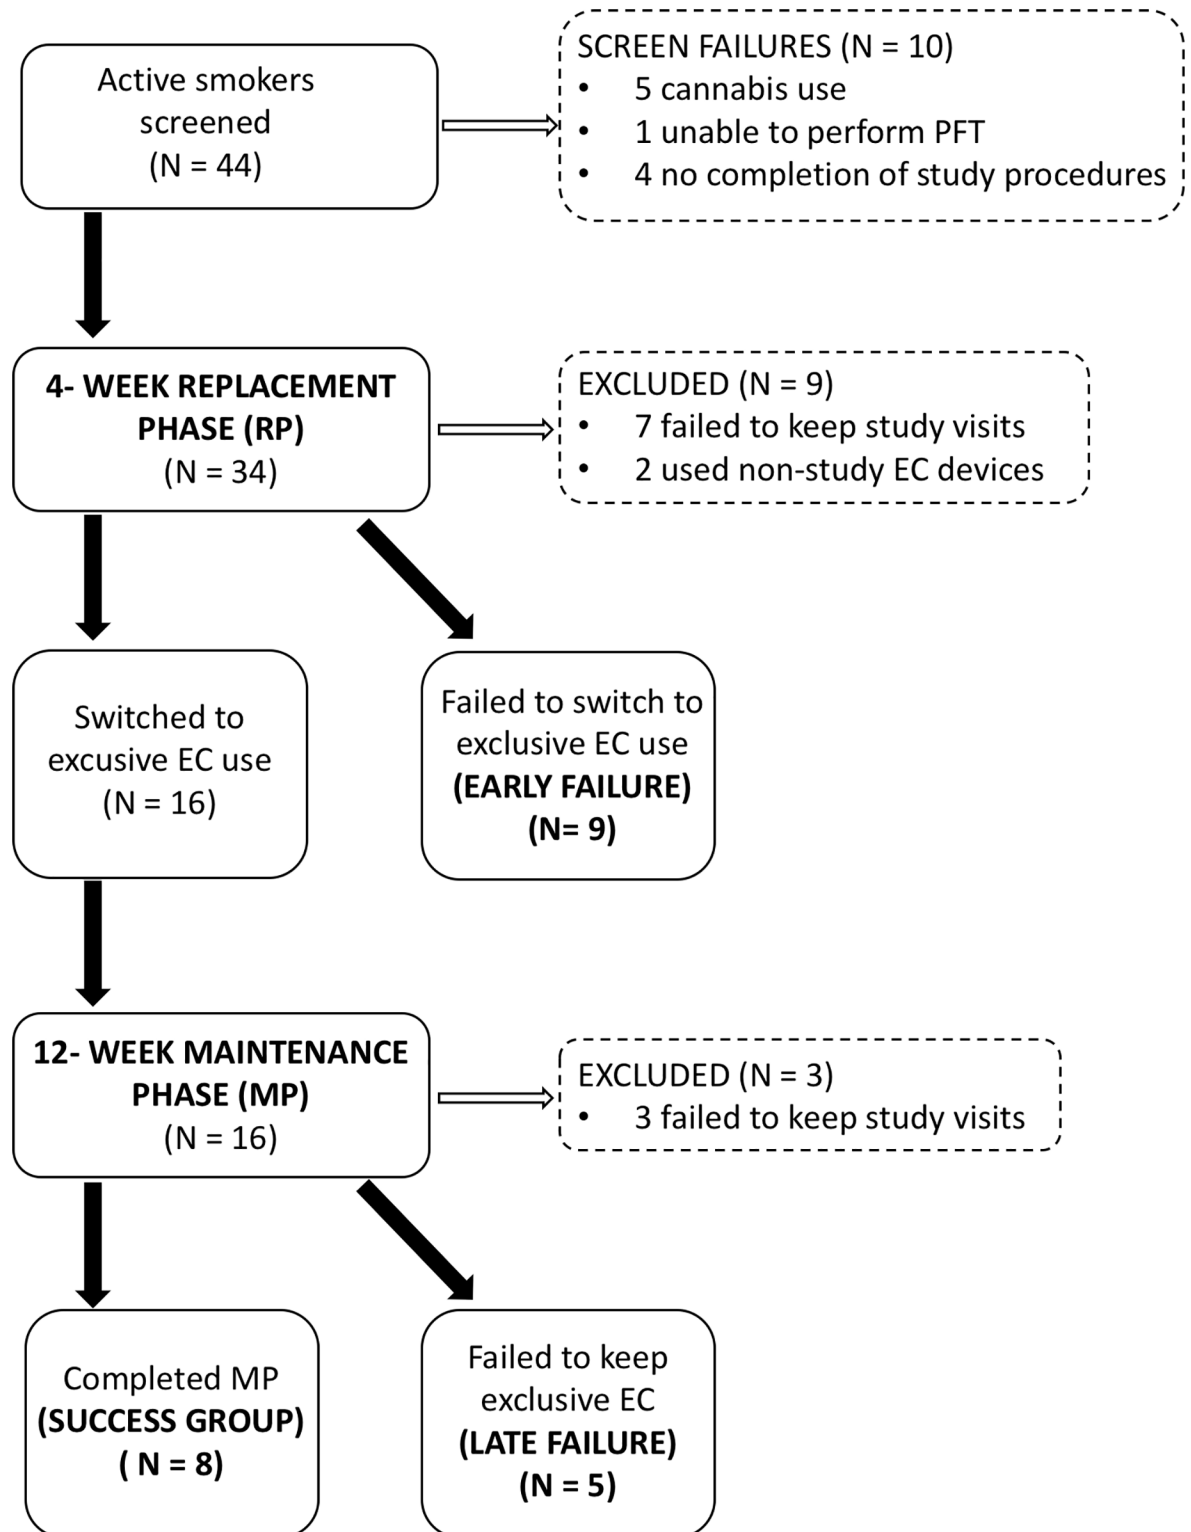 Active smokers
screened
(N = 44)
SCREEN FAILURES (N = 10)
• 5 cannabis use
• 1 unable to perform PFT
• 4 no completion of study procedures
4- WEEK REPLACEMENT
PHASE (RP)
(N = 34)
EXCLUDED (N = 9)
• 7 failed to keep study visits
• 2 used non-study EC devices
Switched to
excusive EC use
(N = 16)
Failed to switch to
exclusive EC use
(EARLY FAILURE)
(N= 9)
12- WEEK MAINTENANCE
PHASE (MP)
(N = 16)
EXCLUDED (N = 3)
• 3 failed to keep study visits
Completed MP
(SUCCESS GROUP)
( N = 8)
Failed to keep
exclusive EC
(LATE FAILURE)
(N = 5)